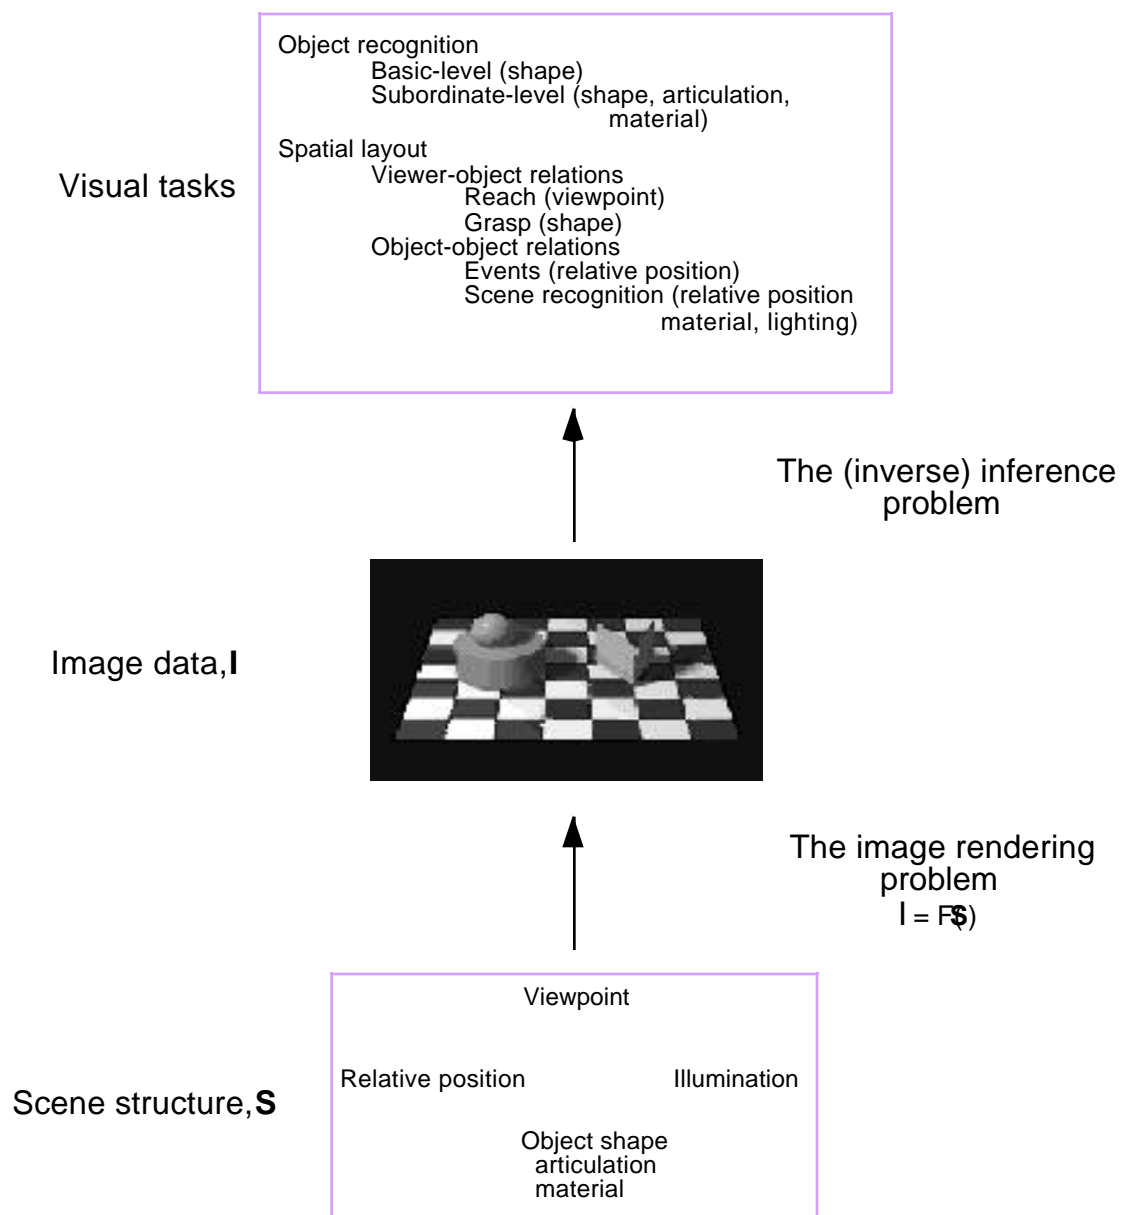 Object recognition
Basic-level (shape)
Subordinate-level (shape, articulation,
material)
Spatial layout
Viewer-object relations
Reach (viewpoint)
Grasp (shape)
Object-object relations
Events (relative position)
Scene recognition (relative position
material, lighting)
Visual tasks
The (inverse) inference
problem
Image data,I
The image rendering
problem
I = F(S)
Viewpoint
Relative position
Illumination
Scene structure,S
Object shape
articulation
material